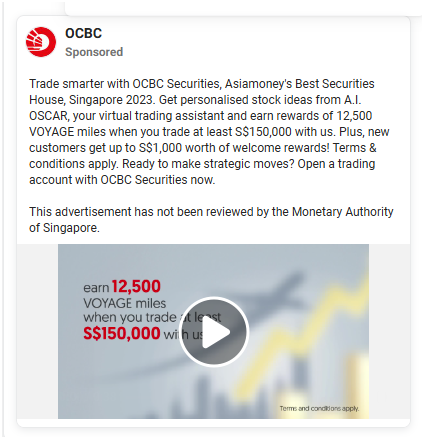 OCBC
Sponsored
Trade smarter with OCBC Securities, Asiamoney's Best Securities
House, Singapore 2023. Get personalised stock ideas from A.I.
OSCAR, your virtual trading assistant and earn rewards of 12,500
VOYAGE miles when you trade at least S$150,000 with us. Plus, new
customers get up to S$1,000 worth of welcome rewards! Terms &
conditions apply. Ready to make strategic moves? Open a trading
account with OCBC Securities now.
This advertisement has not been reviewed by the Monetary Authority
of Singapore.
earn 12,500
VOYAGE miles
when you trade at least
S$150,000 with us
Terms and conditions apply.